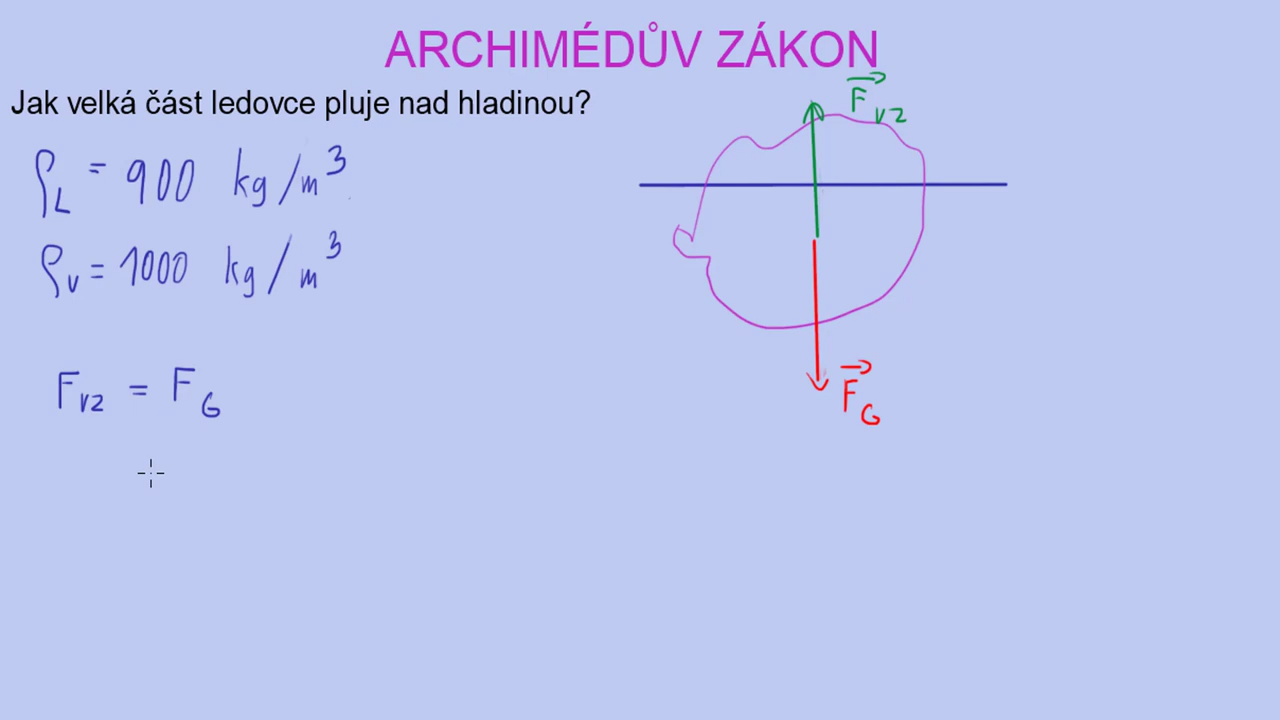 ARCHIMÉDŮV ZÁKON
Jak velká část ledovce pluje nad hladinou?
ρL = 900 kg/m³
ρV = 1000 kg/m³
FVZ = FG
FVZ
FG